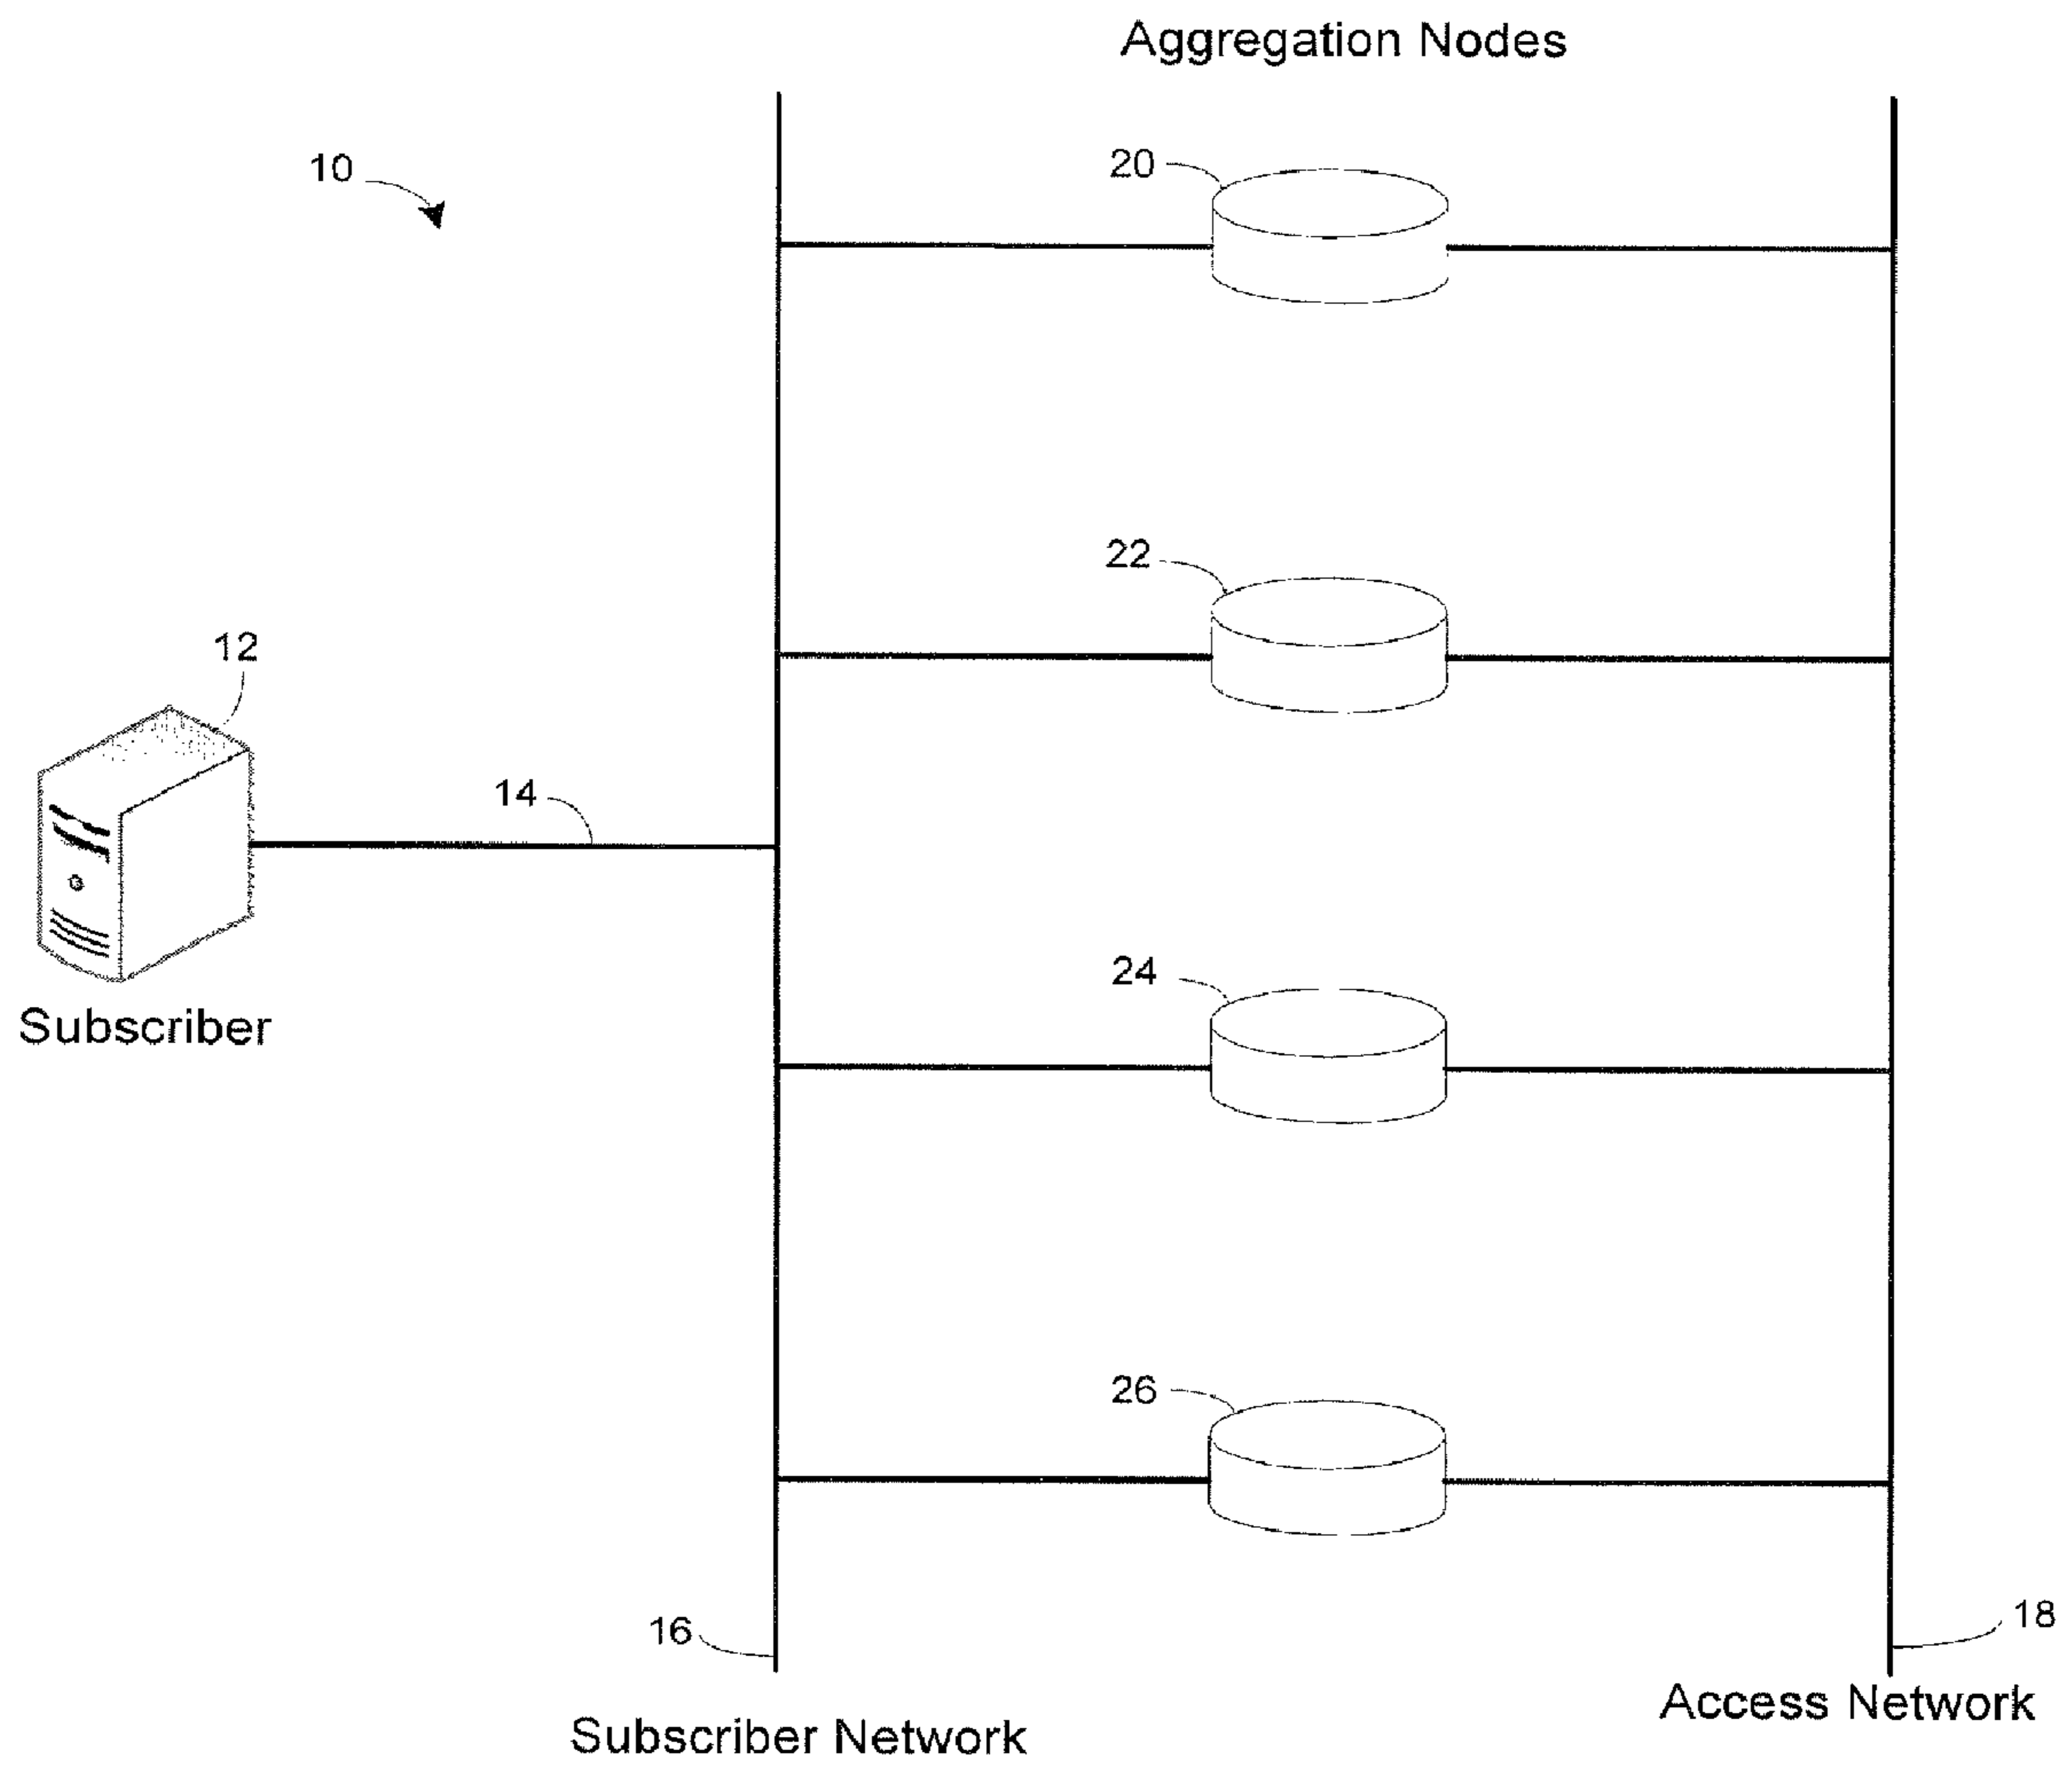 Aggregation Nodes
10
20
22
12
14
24
Subscriber
26
16
18
Access Network
Subscriber Network